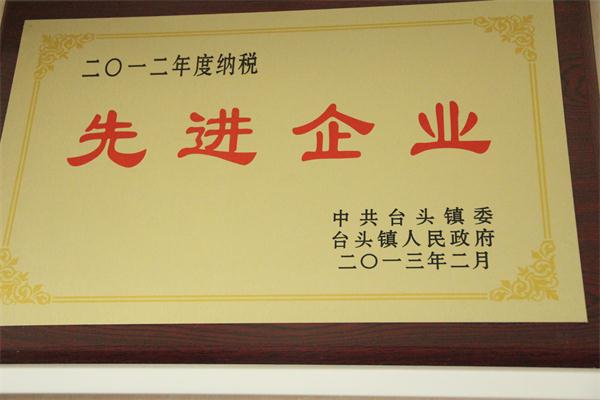 二〇一二年度纳税
先进企业
中共台头镇委
台头镇人民政府
二〇一三年二月